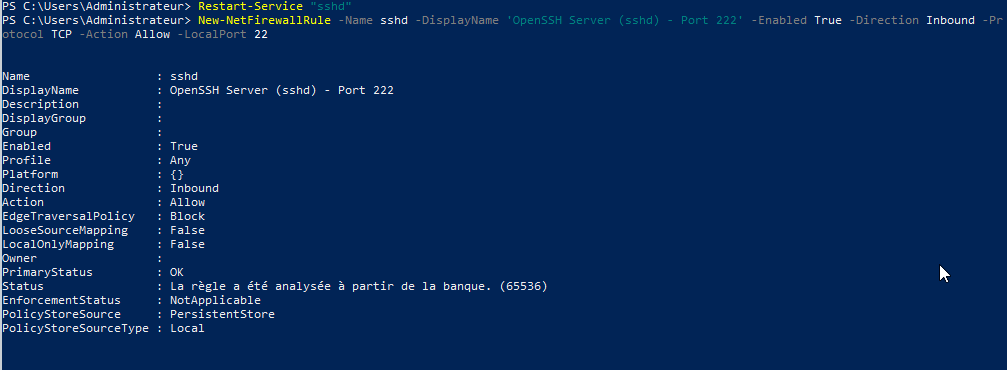 PS C:\Users\Administrateur> Restart-Service "sshd"
PS C:\Users\Administrateur> New-NetFirewallRule -Name sshd -DisplayName 'OpenSSH Server (sshd) - Port 222' -Enabled True -Direction Inbound -Pr
otocol TCP -Action Allow -LocalPort 22
Name : sshd
DisplayName : OpenSSH Server (sshd) - Port 222
Description :
DisplayGroup :
Group :
Enabled : True
Profile : Any
Platform : {}
Direction : Inbound
Action : Allow
EdgeTraversalPolicy : Block
LooseSourceMapping : False
LocalOnlyMapping : False
Owner :
PrimaryStatus : OK
Status : La règle a été analysée à partir de la banque. (65536)
EnforcementStatus : NotApplicable
PolicyStoreSource : PersistentStore
PolicyStoreSourceType : Local